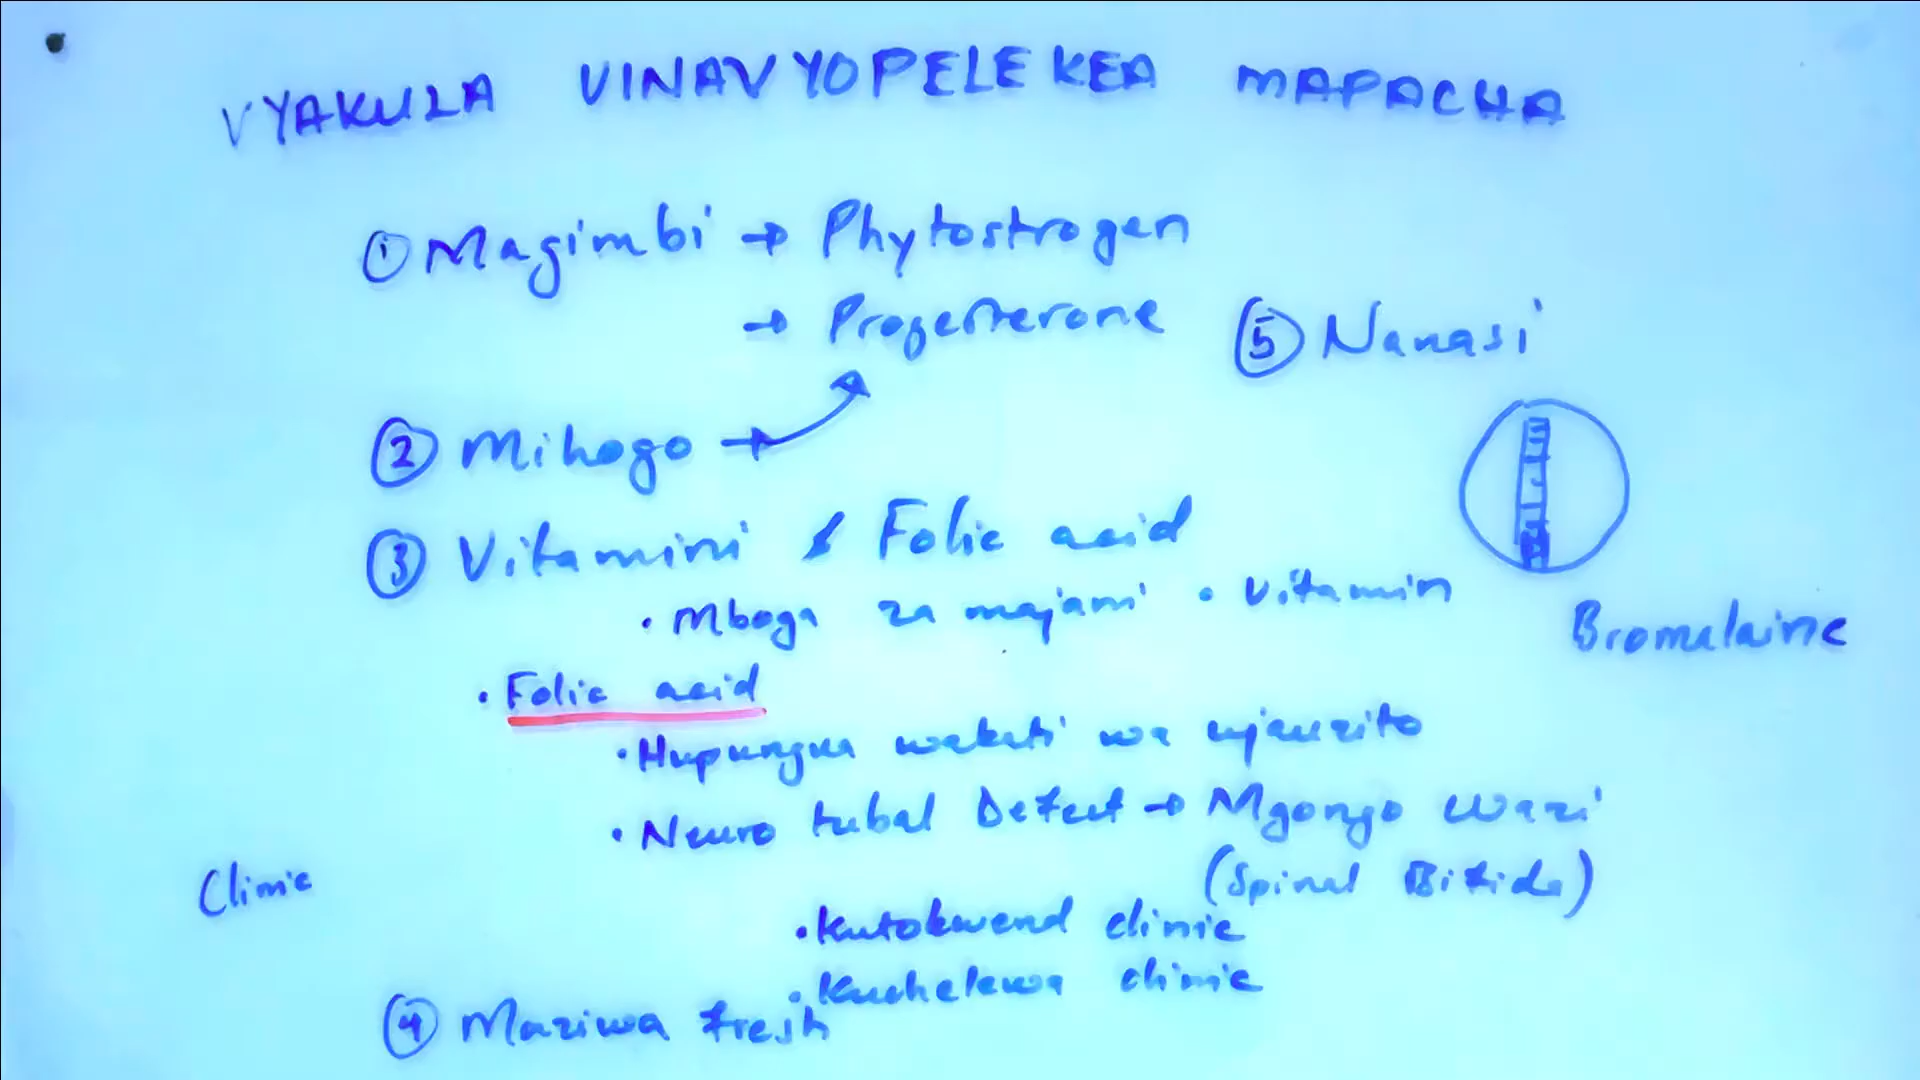 VYAKULA VINAVYOPELEKEA MAPACHA
① Magimbi → Phytostrogen
→ Progesterone
② Mihogo →
③ Vitamini & Folic acid
• Mboga za majani • Vitamin
• Folic acid
• Hupungua wakati wa ujauzito
• Neuro tubal Defect → Mgongo wazi
(Spinal Bifida)
• Kutokwend clinic
• Kuchelewa clinic
Clinic
④ Maziwa fresh
⑤ Nanasi
Bromelaine